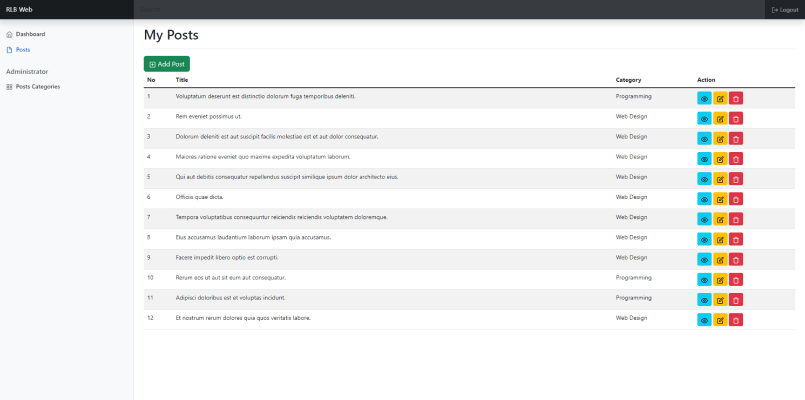 RLB Web
Logout
Dashboard
Posts
Administrator
Posts Categories
My Posts
Add Post
No Title Category Action
1 Voluptatum deserunt est distinctio dolorum fuga temporibus deleniti. Programming
2 Rem eveniet possimus ut. Web Design
3 Dolorum deleniti est aut suscipit facilis molestiae est et aut dolor consequatur. Web Design
4 Maiores ratione eveniet quo maxime expedita voluptatum laborum. Web Design
5 Qui aut debitis consequatur repellendus suscipit similique ipsum dolor architecto eius. Web Design
6 Officiis quae dicta. Web Design
7 Tempora voluptatibus consequuntur reiciendis reiciendis voluptatem doloremque. Web Design
8 Eius accusamus laudantium laborum ipsam quia accusamus. Web Design
9 Facere impedit libero optio est corrupti. Web Design
10 Rerum eos ut aut sit eum aut consequatur. Programming
11 Adipisci doloribus est et voluptas incidunt. Programming
12 Et nostrum rerum dolores quia quos veritatis labore. Web Design